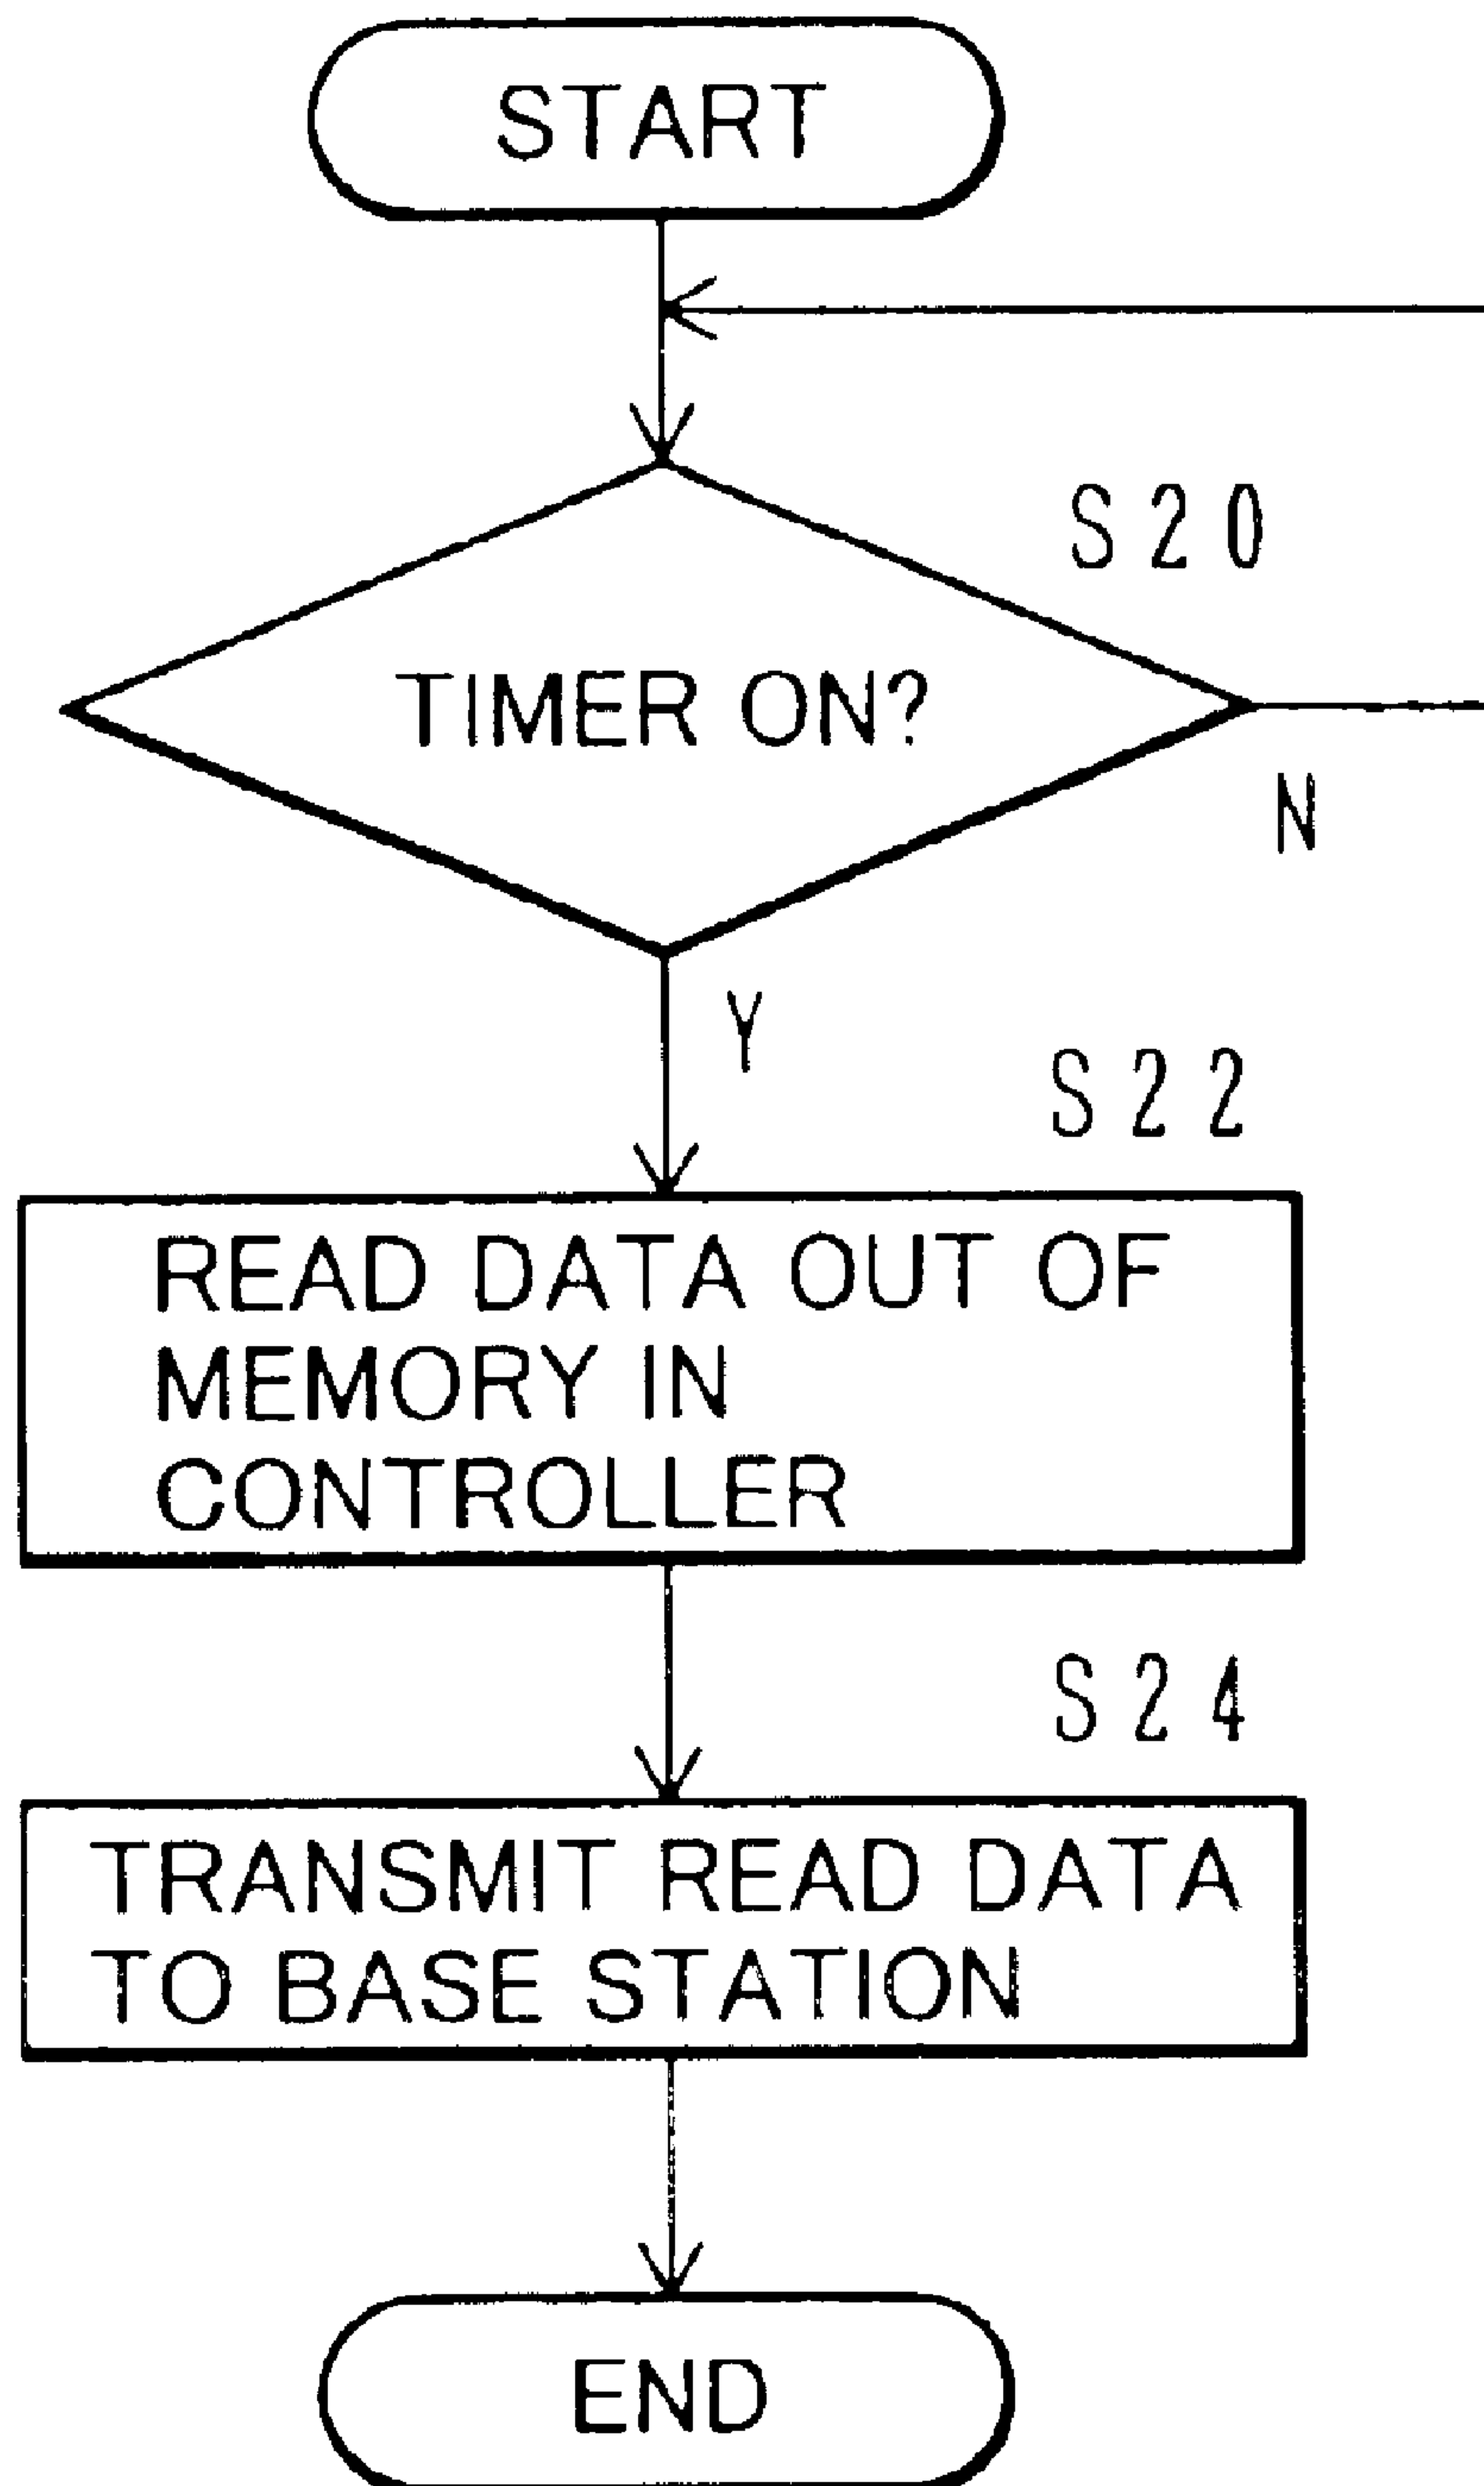 START
S20
TIMER ON?
N
Y
S22
READ DATA OUT OF
MEMORY IN
CONTROLLER
S24
TRANSMIT READ DATA
TO BASE STATION
END